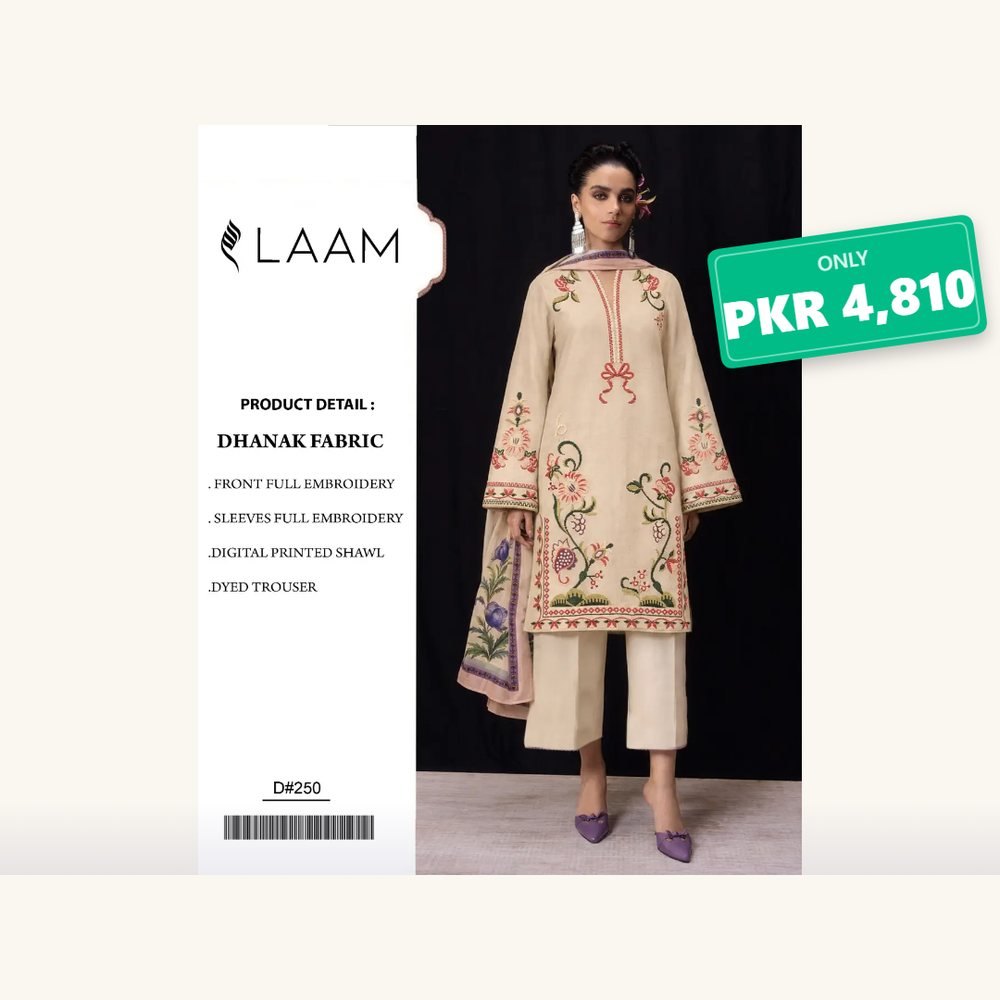 LAAM
ONLY
PKR 4,810
PRODUCT DETAIL :
DHANAK FABRIC
. FRONT FULL EMBROIDERY
. SLEEVES FULL EMBROIDERY
.DIGITAL PRINTED SHAWL
.DYED TROUSER
D#250